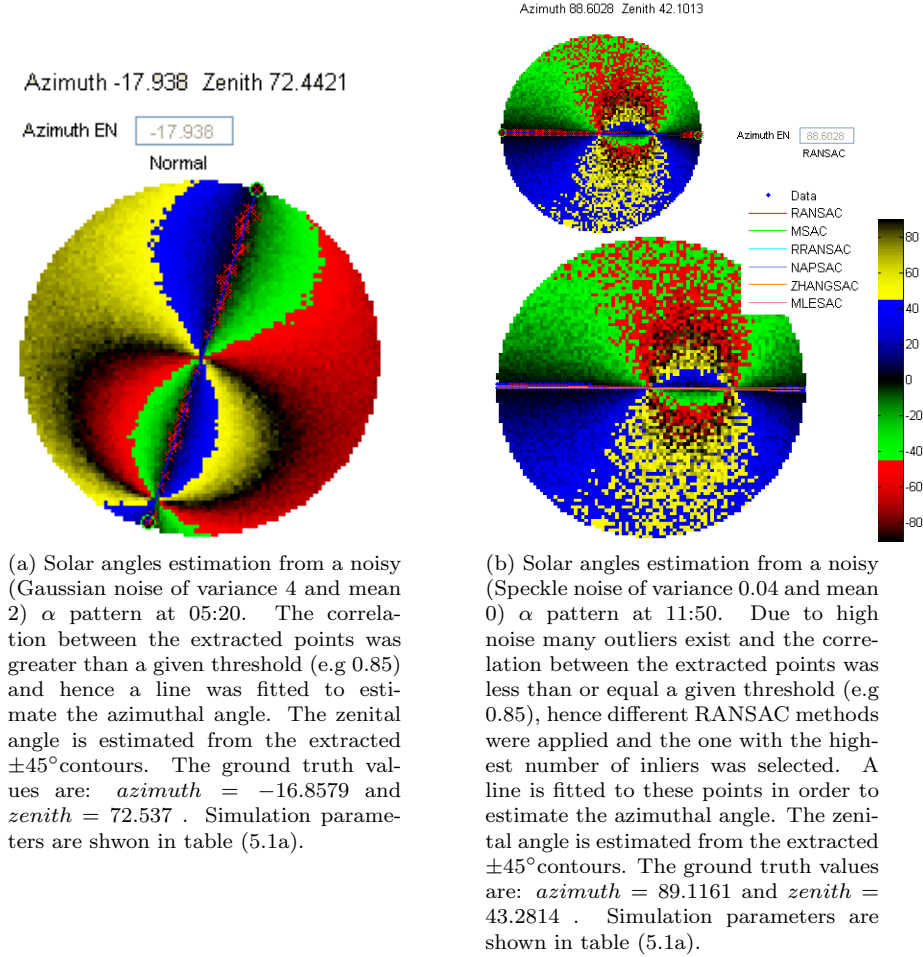 Azimuth 88.6028 Zenith 42.1013
Azimuth -17.938 Zenith 72.4421
Azimuth EN -17.938
Normal
Azimuth EN 88.6028
RANSAC
Data
RANSAC
MSAC
RRANSAC
NAPSAC
ZHANGSAC
MLESAC
80
60
40
20
0
-20
-40
-60
-80
(a) Solar angles estimation from a noisy
(Gaussian noise of variance 4 and mean
2) α pattern at 05:20. The correla-
tion between the extracted points was
greater than a given threshold (e.g 0.85)
and hence a line was fitted to esti-
mate the azimuthal angle. The zenital
angle is estimated from the extracted
±45°contours. The ground truth val-
ues are: azimuth = −16.8579 and
zenith = 72.537 . Simulation parame-
ters are shwon in table (5.1a).
(b) Solar angles estimation from a noisy
(Speckle noise of variance 0.04 and mean
0) α pattern at 11:50. Due to high
noise many outliers exist and the corre-
lation between the extracted points was
less than or equal a given threshold (e.g
0.85), hence different RANSAC methods
were applied and the one with the high-
est number of inliers was selected. A
line is fitted to these points in order to
estimate the azimuthal angle. The zeni-
tal angle is estimated from the extracted
±45°contours. The ground truth values
are: azimuth = 89.1161 and zenith =
43.2814 . Simulation parameters are
shown in table (5.1a).